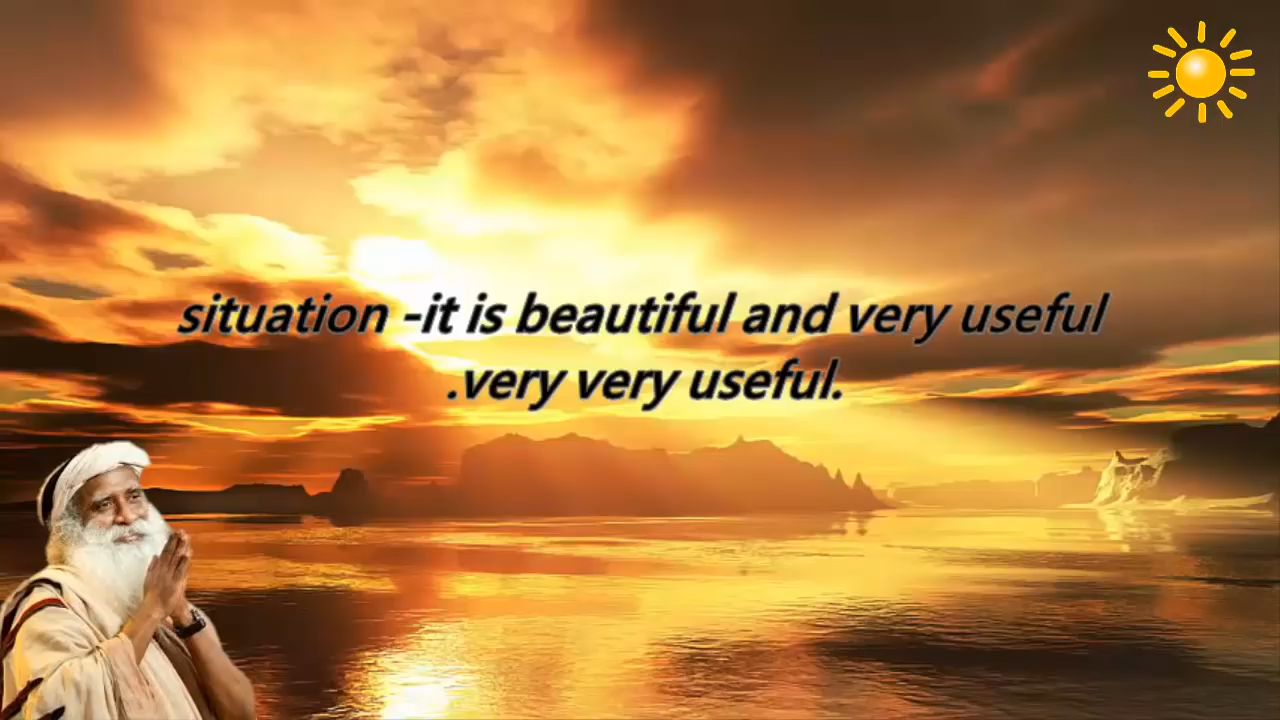 situation -it is beautiful and very useful
.very very useful.